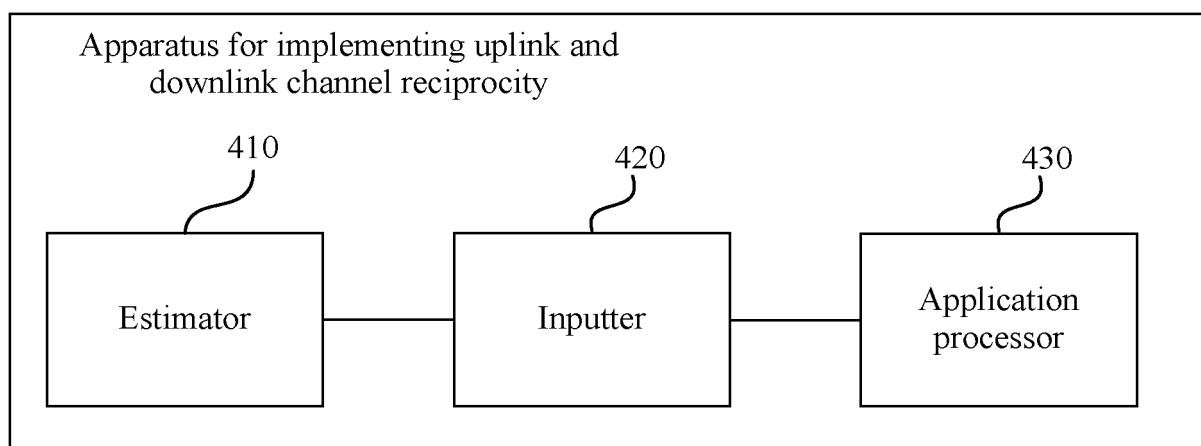 Apparatus for implementing uplink and
downlink channel reciprocity
410
420
430
Estimator
Inputter
Application
processor